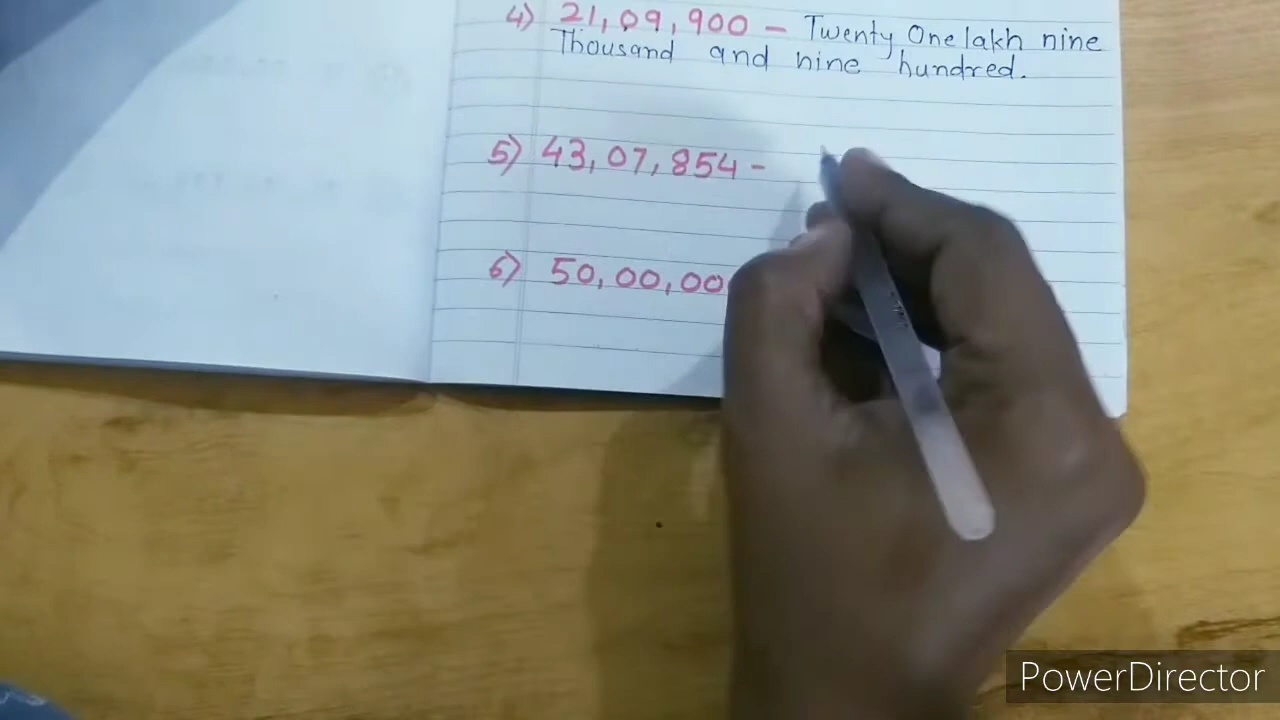 4) 21,09,900 - Twenty One lakh nine
Thousand and nine hundred.
5) 43,07,854 -
6) 50,00,00
PowerDirector